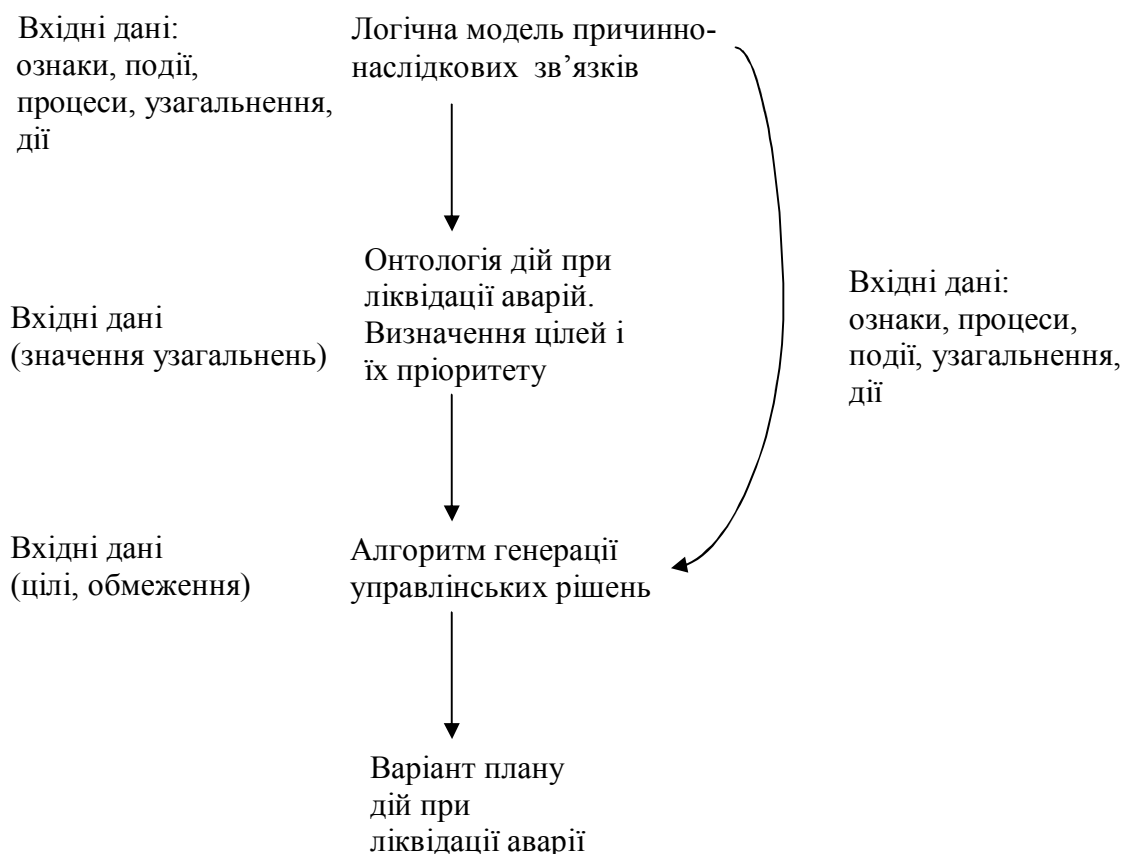 Вхідні дані:
ознаки, події,
процеси, узагальнення,
дії
Логічна модель причинно-
наслідкових зв’язків
Онтологія дій при
ліквідації аварій.
Визначення цілей і
їх пріоритету
Вхідні дані
(значення узагальнень)
Вхідні дані:
ознаки, процеси,
події, узагальнення,
дії
Вхідні дані
(цілі, обмеження)
Алгоритм генерації
управлінських рішень
Варіант плану
дій при
ліквідації аварії